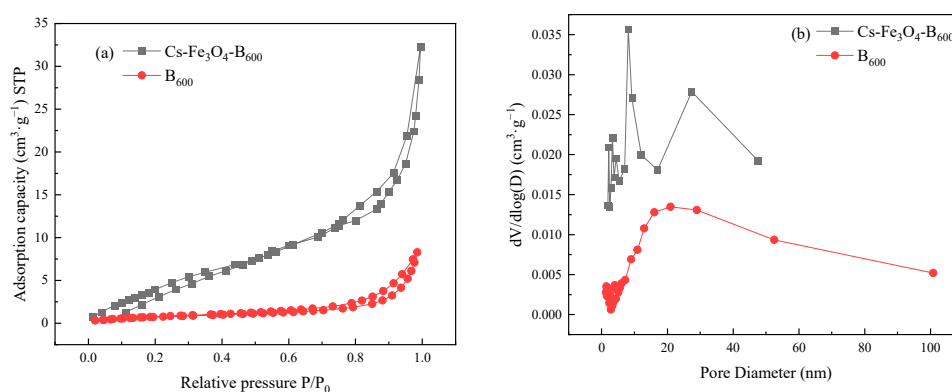 (a)
Cs-Fe₃O₄-B₆₀₀
B₆₀₀
Adsorption capacity (cm³·g⁻¹) STP
35
30
25
20
15
10
5
0
0.0 0.2 0.4 0.6 0.8 1.0
Relative pressure P/P₀
(b)
Cs-Fe₃O₄-B₆₀₀
B₆₀₀
dV/dlog(D) (cm³·g⁻¹)
0.035
0.030
0.025
0.020
0.015
0.010
0.005
0.000
0 20 40 60 80 100
Pore Diameter (nm)